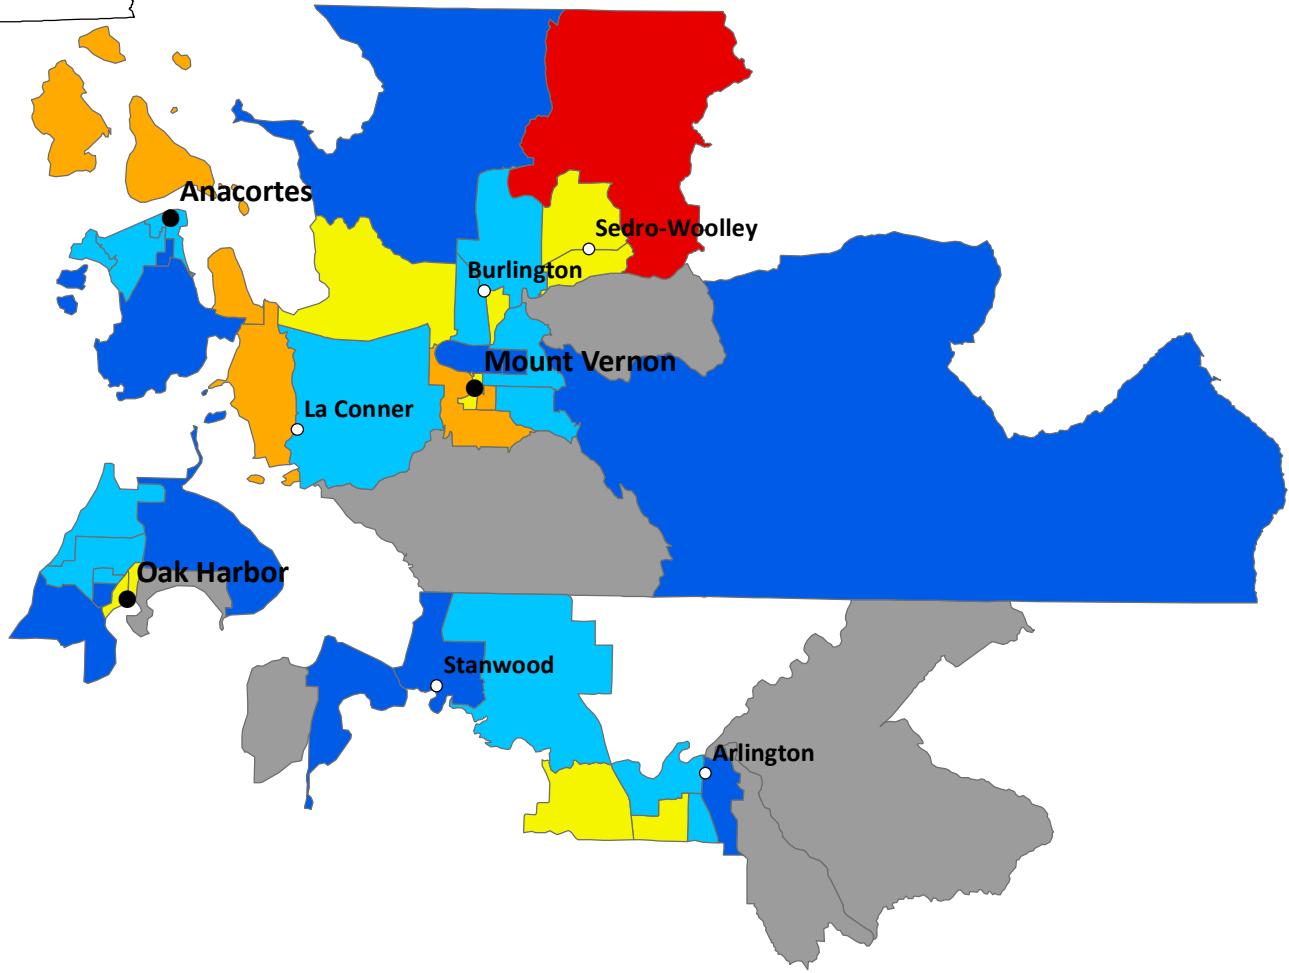 Anacortes
Sedro-Woolley
Burlington
Mount Vernon
La Conner
Oak Harbor
Stanwood
Arlington